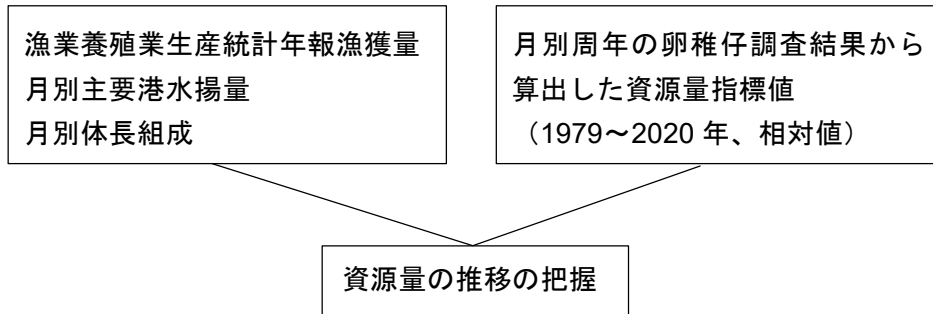 漁業養殖業生産統計年報漁獲量
月別主要港水揚量
月別体長組成
月別周年の卵稚仔調査結果から
算出した資源量指標値
（1979～2020 年、相対値）
資源量の推移の把握